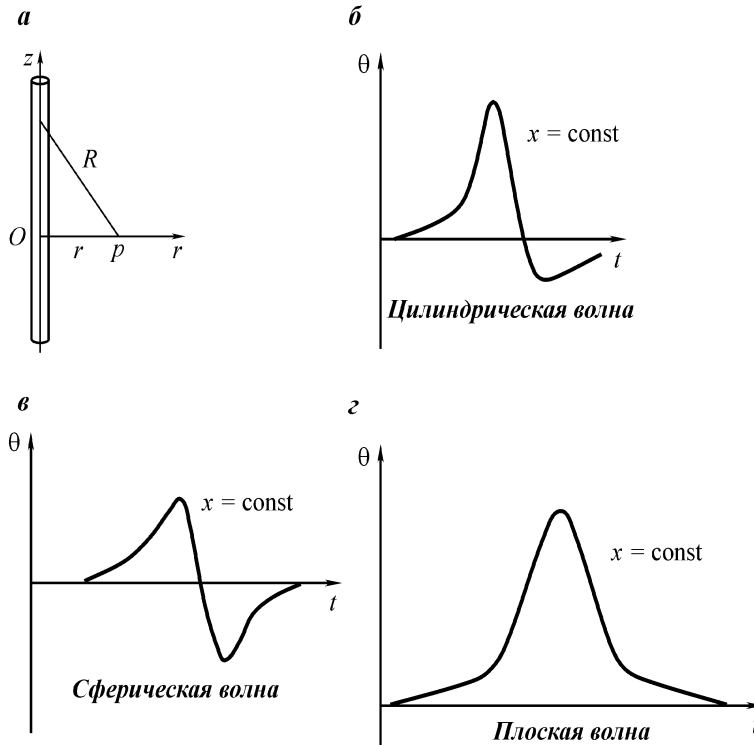 а
z
R
O
r
p
r
б
θ
x = const
t
Цилиндрическая волна
в
θ
x = const
t
Сферическая волна
г
θ
x = const
Плоская волна